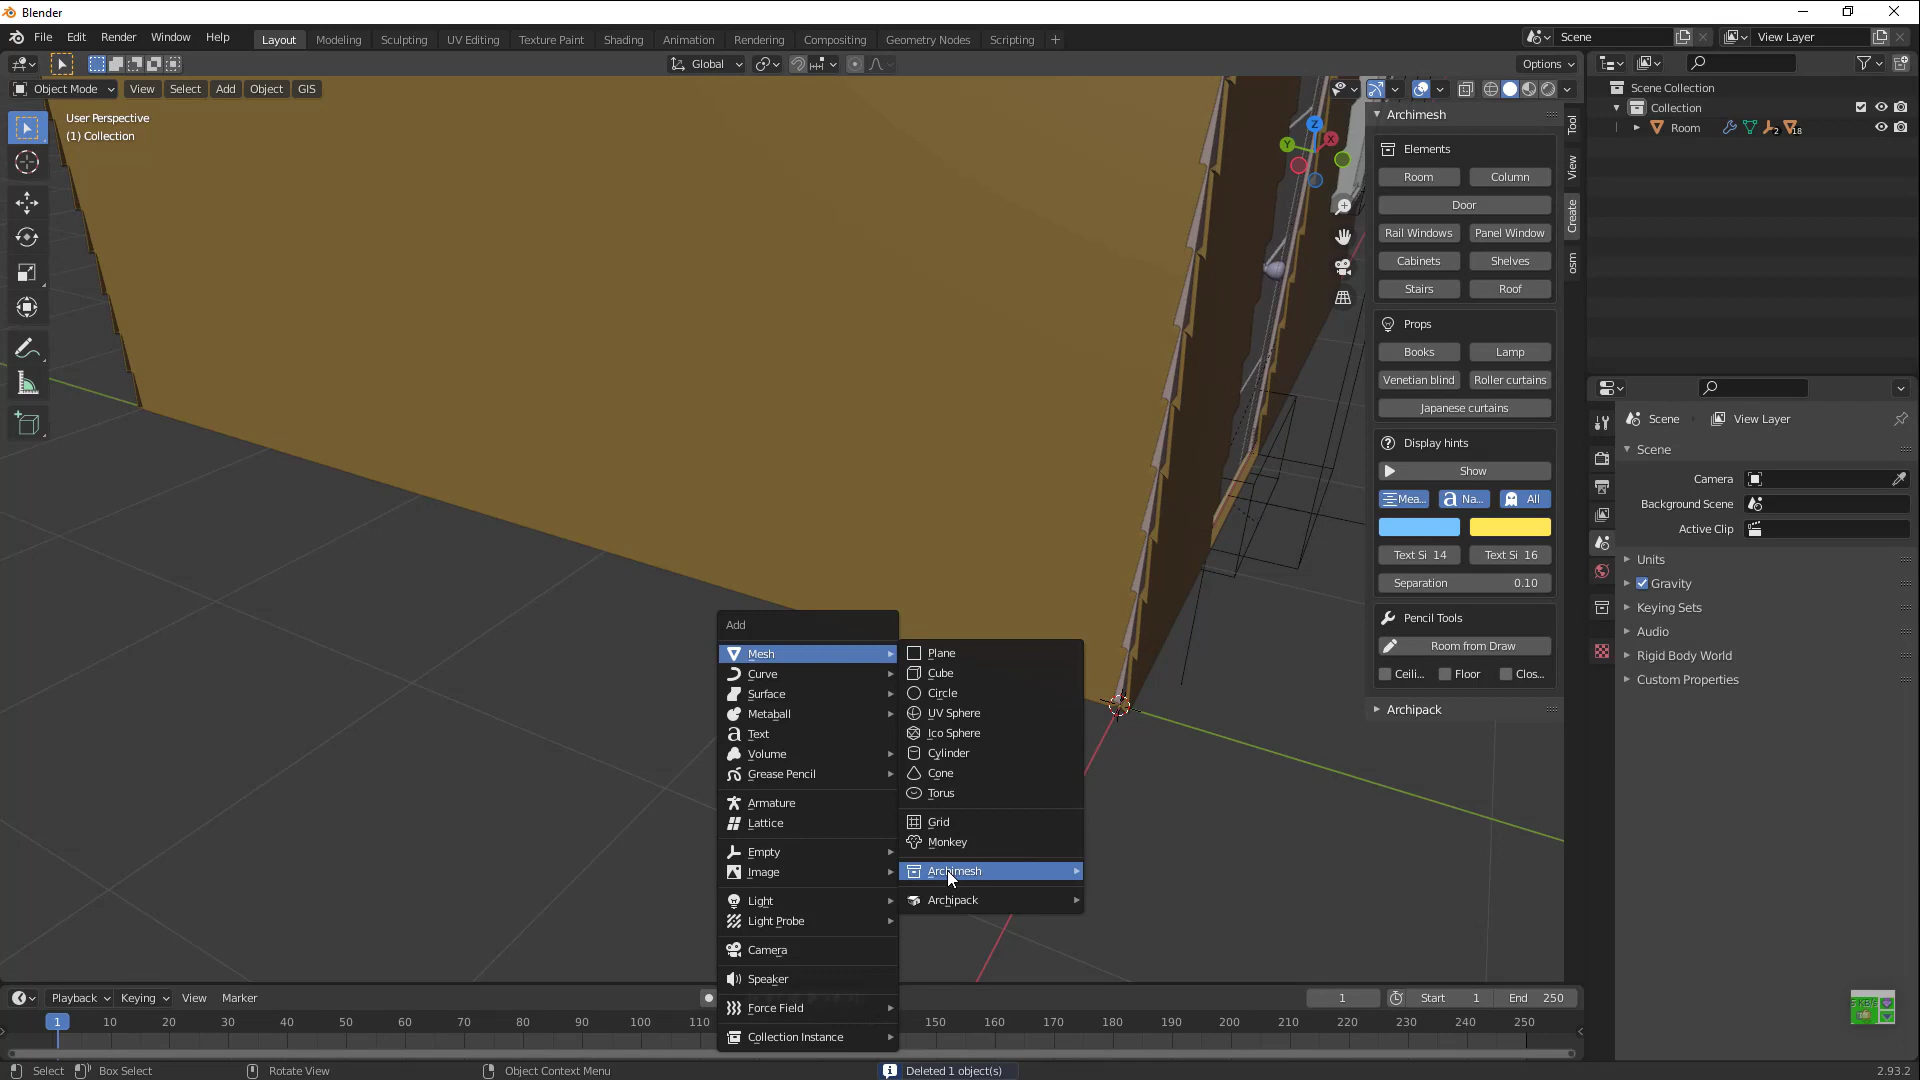 Blender
File Edit Render Window Help
Layout Modeling Sculpting UV Editing Texture Paint Shading Animation Rendering Compositing Geometry Nodes Scripting +
Scene
View Layer
Global
Options
Object Mode View Select Add Object GIS
User Perspective
(1) Collection
Z
Y
X
Archimesh
Elements
Room Column
Door
Rail Windows Panel Window
Cabinets Shelves
Stairs Roof
Props
Books Lamp
Venetian blind Roller curtains
Japanese curtains
Display hints
Show
Mea... Na... All
Text Si 14 Text Si 16
Separation 0.10
Pencil Tools
Room from Draw
Ceili... Floor Clos...
Archipack
Tool
View
Create
osm
Scene Collection
Collection
Room 2 18
Scene View Layer
Scene
Camera
Background Scene
Active Clip
Units
Gravity
Keying Sets
Audio
Rigid Body World
Custom Properties
Add
Mesh
Curve
Surface
Metaball
Text
Volume
Grease Pencil
Armature
Lattice
Empty
Image
Light
Light Probe
Camera
Speaker
Force Field
Collection Instance
Plane
Cube
Circle
UV Sphere
Ico Sphere
Cylinder
Cone
Torus
Grid
Monkey
Archimesh
Archipack
Playback Keying View Marker
1 Start 1 End 250
1 10 20 30 40 50 60 70 80 90 100 110 150 160 170 180 190 200 210 220 230 240 250
Select Box Select Rotate View Object Context Menu Deleted 1 object(s) 2.93.2